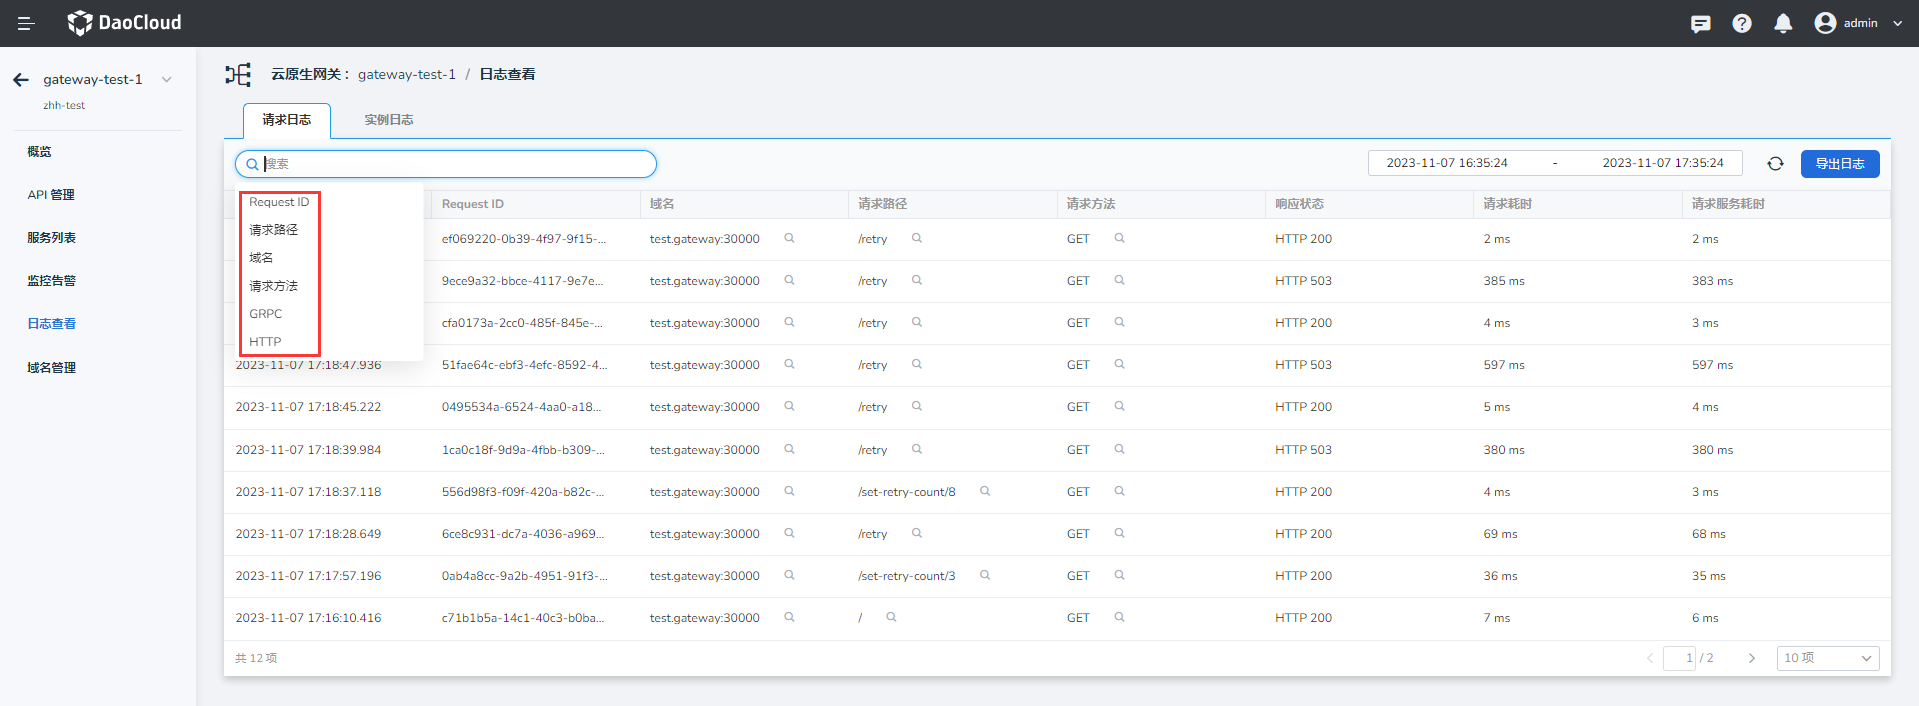 DaoCloud
admin
gateway-test-1
zhh-test
概览
API 管理
服务列表
监控告警
日志查看
域名管理
云原生网关： gateway-test-1 / 日志查看
请求日志 实例日志
搜索
2023-11-07 16:35:24 - 2023-11-07 17:35:24
导出日志
Request ID
请求路径
域名
请求方法
GRPC
HTTP
Request ID 域名 请求路径 请求方法 响应状态 请求耗时 请求服务耗时
ef069220-0b39-4f97-9f15-... test.gateway:30000 /retry GET HTTP 200 2 ms 2 ms
9ece9a32-bbce-4117-9e7e... test.gateway:30000 /retry GET HTTP 503 385 ms 383 ms
cfa0173a-2cc0-485f-845e-... test.gateway:30000 /retry GET HTTP 200 4 ms 3 ms
2023-11-07 17:18:47.936 51fae64c-ebf3-4efc-8592-4... test.gateway:30000 /retry GET HTTP 503 597 ms 597 ms
2023-11-07 17:18:45.222 0495534a-6524-4aa0-a18... test.gateway:30000 /retry GET HTTP 200 5 ms 4 ms
2023-11-07 17:18:39.984 1ca0c18f-9d9a-4fbb-b309-... test.gateway:30000 /retry GET HTTP 503 380 ms 380 ms
2023-11-07 17:18:37.118 556d98f3-f09f-420a-b82c-... test.gateway:30000 /set-retry-count/8 GET HTTP 200 4 ms 3 ms
2023-11-07 17:18:28.649 6ce8c931-dc7a-4036-a969... test.gateway:30000 /retry GET HTTP 200 69 ms 68 ms
2023-11-07 17:17:57.196 0ab4a8cc-9a2b-4951-91f3-... test.gateway:30000 /set-retry-count/3 GET HTTP 200 36 ms 35 ms
2023-11-07 17:16:10.416 c71b1b5a-14c1-40c3-b0ba... test.gateway:30000 / GET HTTP 200 7 ms 6 ms
共 12 项
1 / 2
10 项